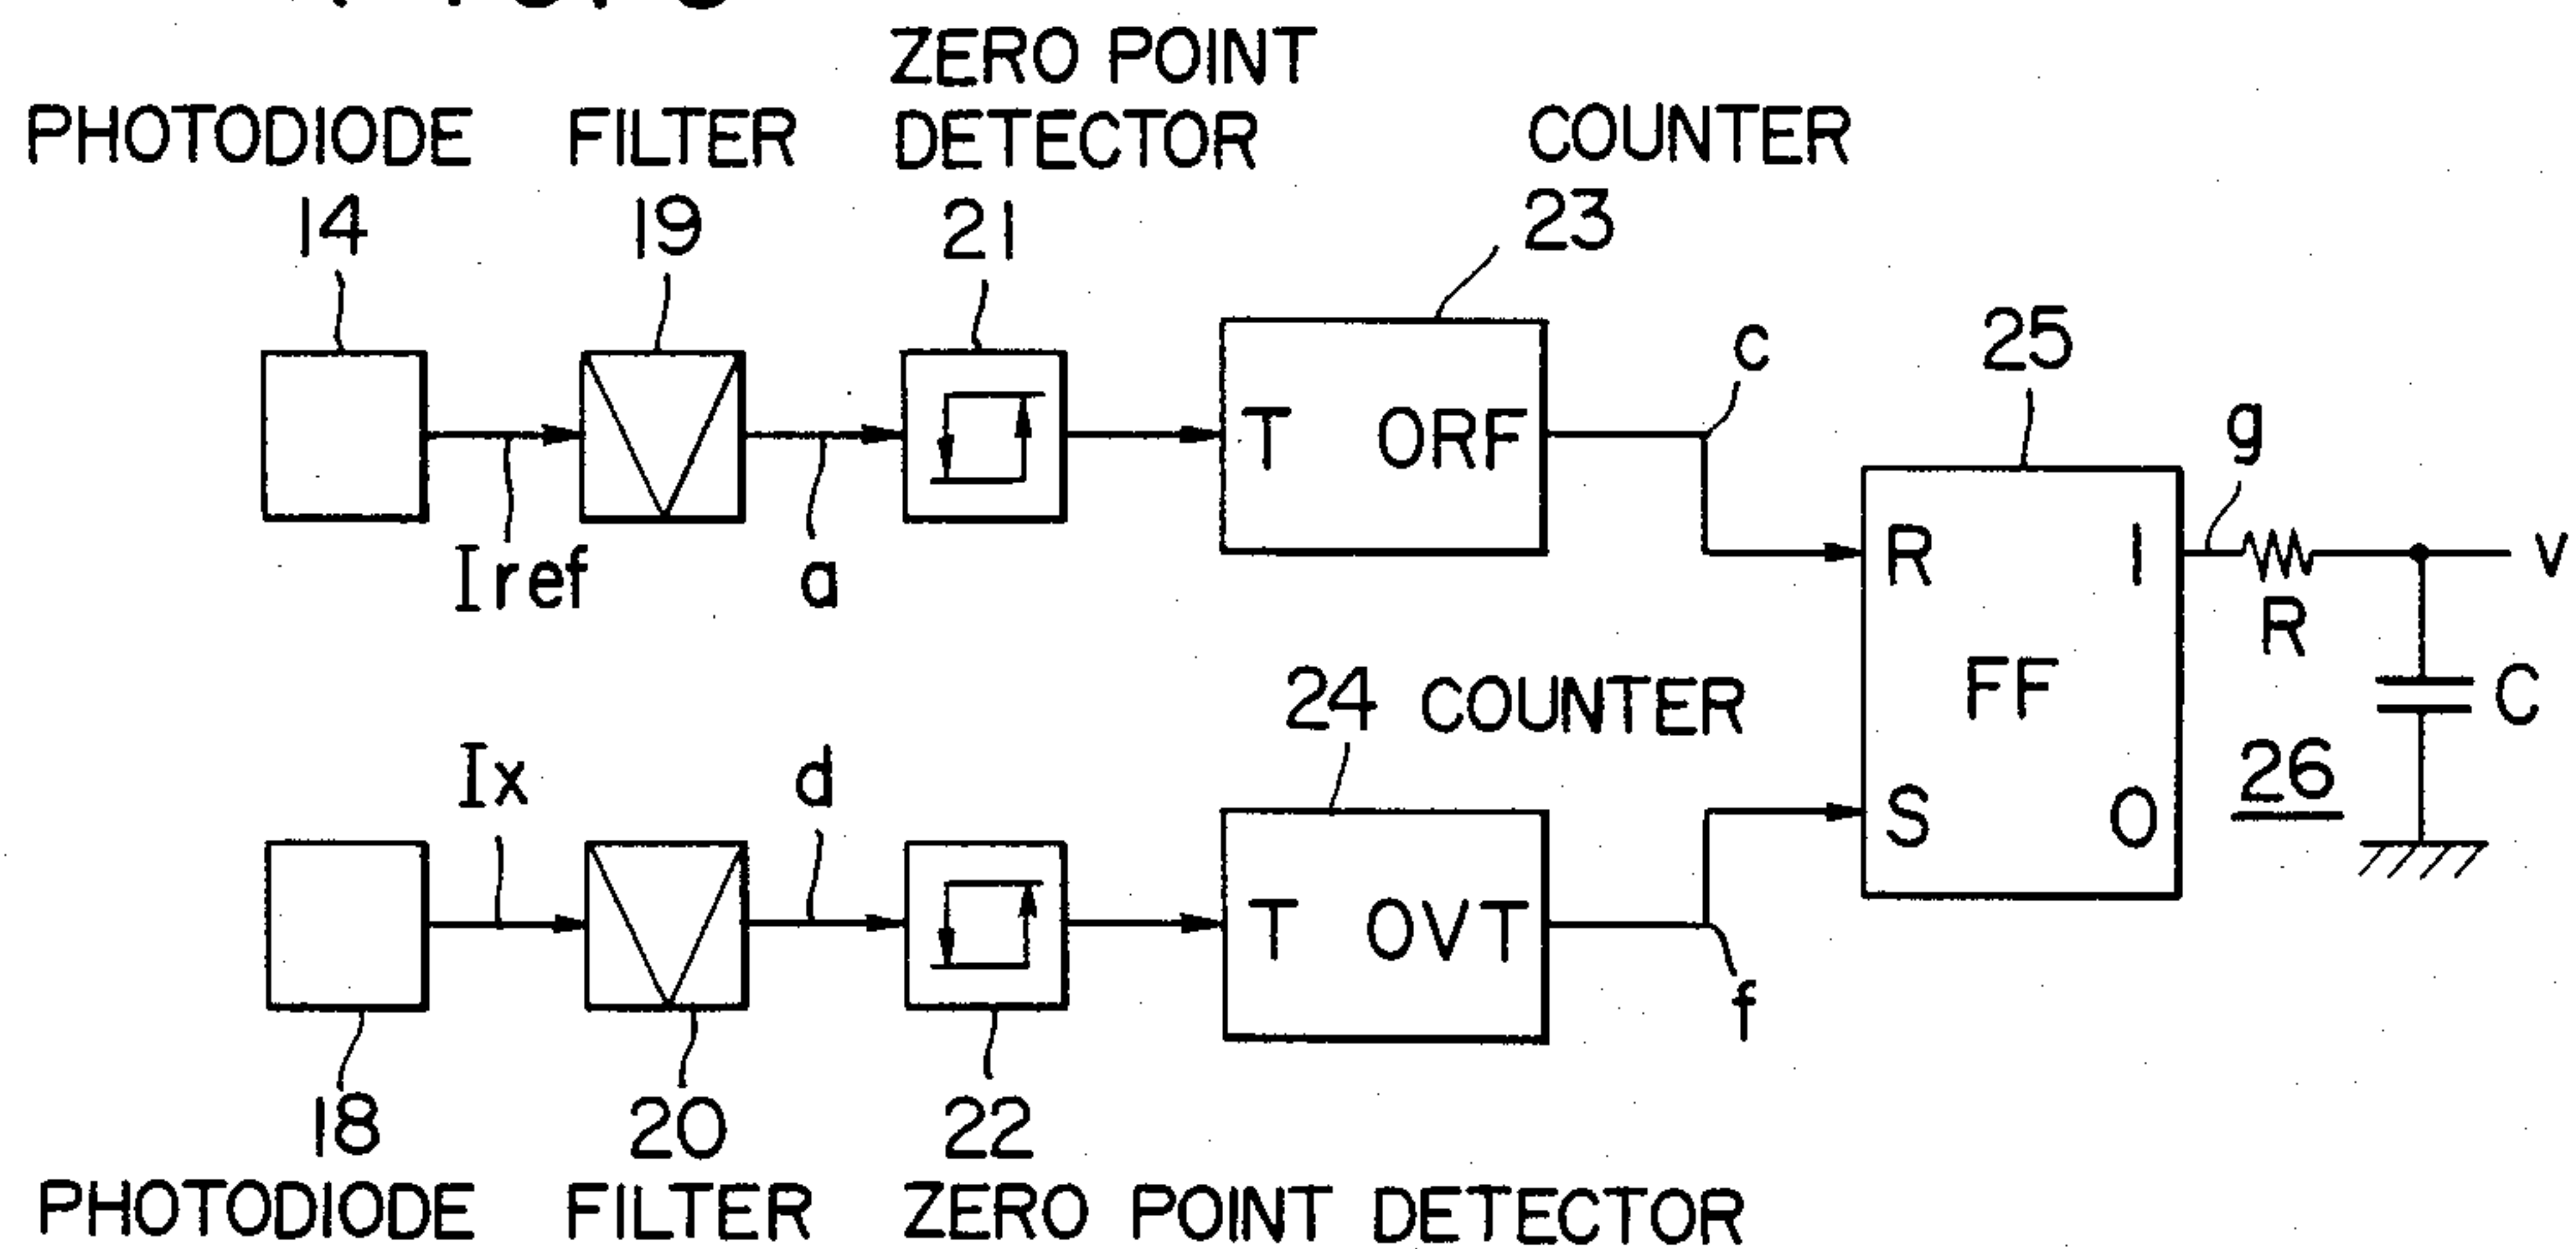 ZERO POINT
PHOTODIODE FILTER DETECTOR COUNTER
14 19 21 23
c
25
g
T ORF
R 1 v
Iref a
R
FF
C
24 COUNTER
26
Ix d
S O
T OVT
f
18 20 22
PHOTODIODE FILTER ZERO POINT DETECTOR